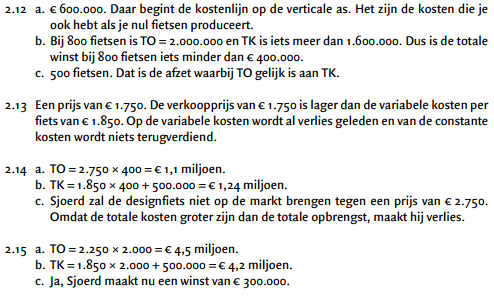 2.12 a. € 600.000. Daar begint de kostenlijn op de verticale as. Het zijn de kosten die je
ook hebt als je nul fietsen produceert.
b. Bij 800 fietsen is TO = 2.000.000 en TK is iets meer dan 1.600.000. Dus is de totale
winst bij 800 fietsen iets minder dan € 400.000.
c. 500 fietsen. Dat is de afzet waarbij TO gelijk is aan TK.
2.13 Een prijs van € 1.750. De verkoopprijs van € 1.750 is lager dan de variabele kosten per
fiets van € 1.850. Op de variabele kosten wordt al verlies geleden en van de constante
kosten wordt niets terugverdiend.
2.14 a. TO = 2.750 × 400 = € 1,1 miljoen.
b. TK = 1.850 × 400 + 500.000 = € 1,24 miljoen.
c. Sjoerd zal de designfiets niet op de markt brengen tegen een prijs van € 2.750.
Omdat de totale kosten groter zijn dan de totale opbrengst, maakt hij verlies.
2.15 a. TO = 2.250 × 2.000 = € 4,5 miljoen.
b. TK = 1.850 × 2.000 + 500.000 = € 4,2 miljoen.
c. Ja, Sjoerd maakt nu een winst van € 300.000.